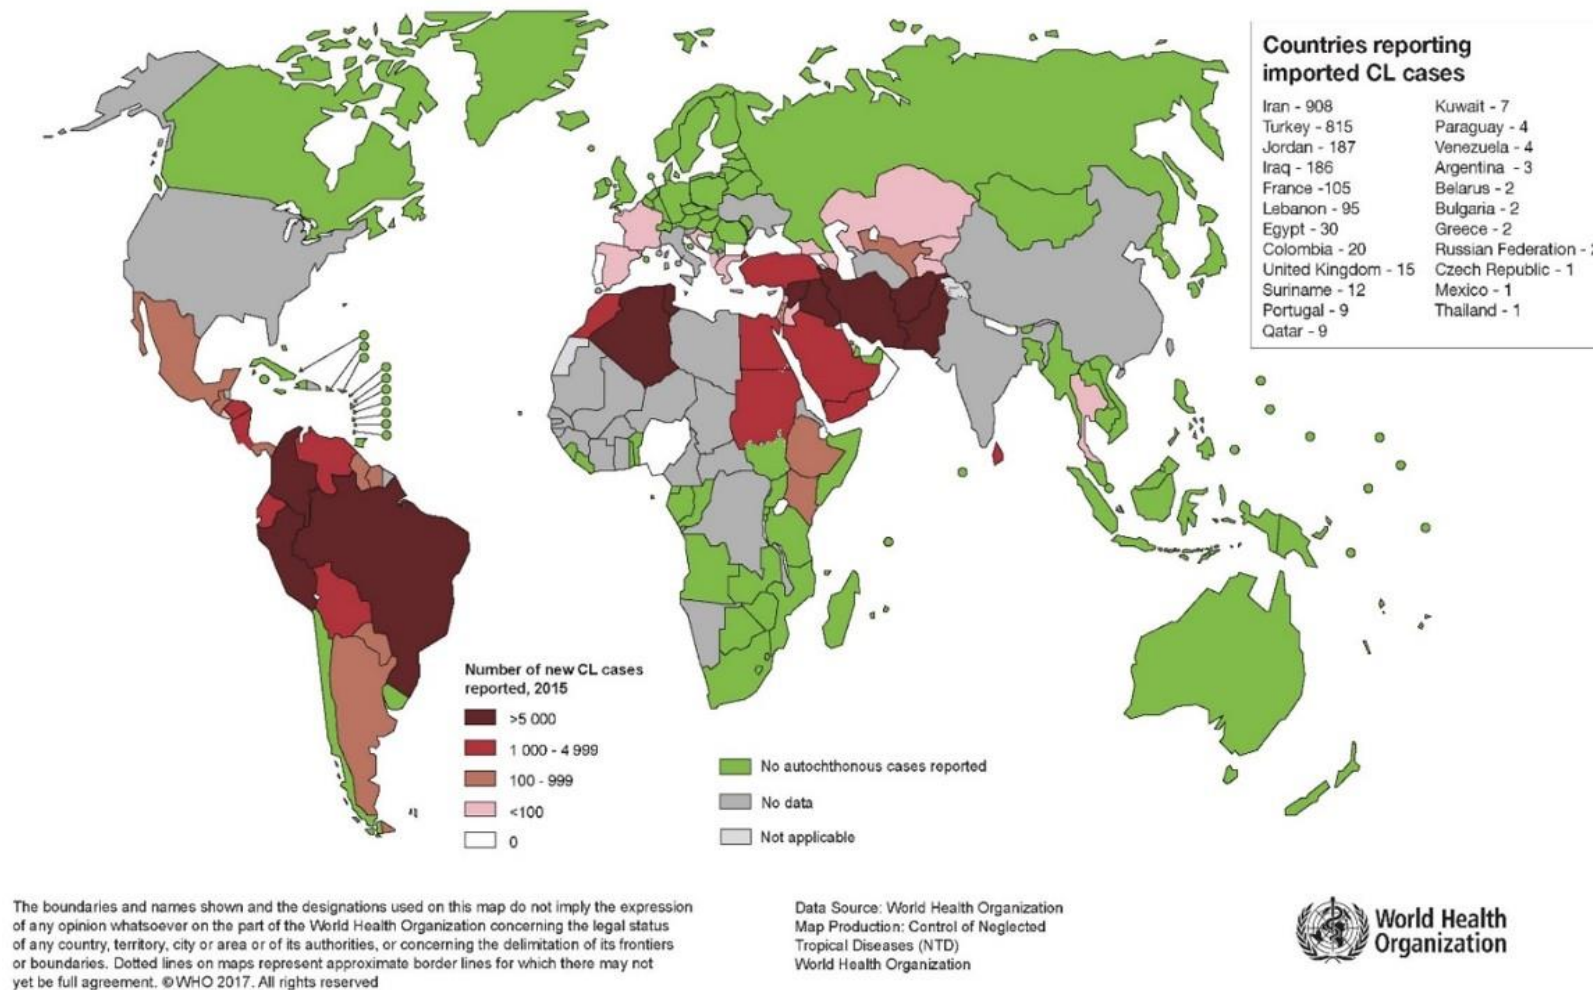 Countries reporting
imported CL cases
Iran - 908
Turkey - 815
Jordan - 187
Iraq - 186
France -105
Lebanon - 95
Egypt - 30
Colombia - 20
United Kingdom - 15
Suriname - 12
Portugal - 9
Qatar - 9
Kuwait - 7
Paraguay - 4
Venezuela - 4
Argentina - 3
Belarus - 2
Bulgaria - 2
Greece - 2
Russian Federation -
Czech Republic - 1
Mexico - 1
Thailand - 1
Number of new CL cases
reported, 2015
>5 000
1 000 - 4 999
100 - 999
<100
0
No autochthonous cases reported
No data
Not applicable
The boundaries and names shown and the designations used on this map do not imply the expression
of any opinion whatsoever on the part of the World Health Organization concerning the legal status
of any country, territory, city or area or of its authorities, or concerning the delimitation of its frontiers
or boundaries. Dotted lines on maps represent approximate border lines for which there may not
yet be full agreement. © WHO 2017. All rights reserved
Data Source: World Health Organization
Map Production: Control of Neglected
Tropical Diseases (NTD)
World Health Organization
World Health
Organization